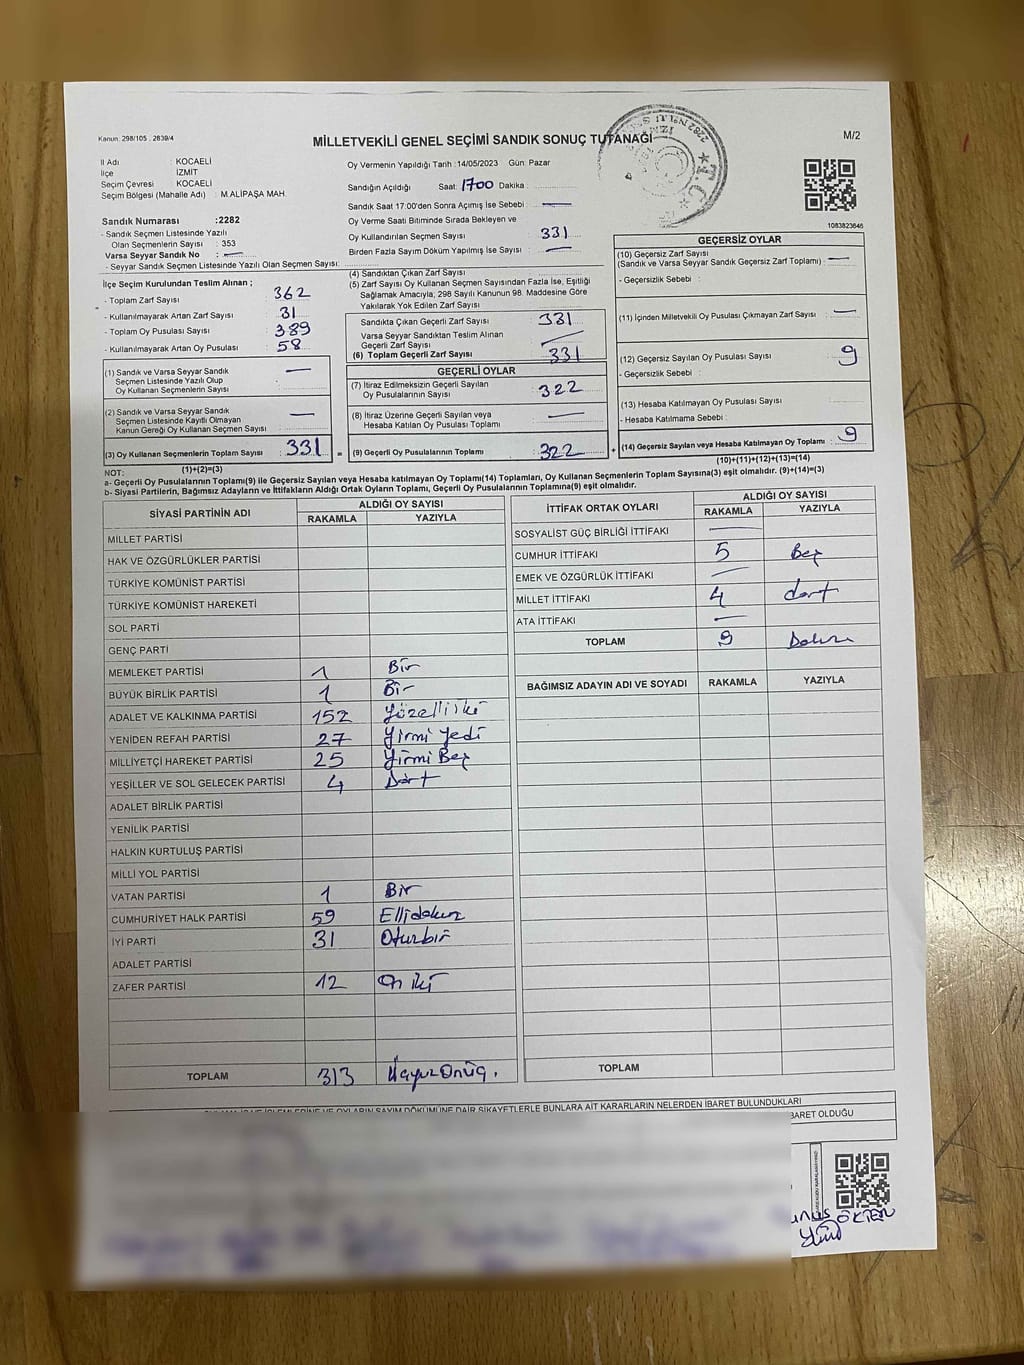 Kanun: 298/105 . 2839/4
MİLLETVEKİLİ GENEL SEÇİMİ SANDIK SONUÇ TUTANAĞI
M/2
İl Adı : KOCAELİ
İlçe : İZMİT
Seçim Çevresi : KOCAELİ
Seçim Bölgesi (Mahalle Adı) : M.ALİPAŞA MAH.
Oy Vermenin Yapıldığı Tarih :14/05/2023 Gün: Pazar
Sandığın Açıldığı Saat: 1700 Dakika :
Sandık Saat 17:00'den Sonra Açımış İse Sebebi : —
Oy Verme Saati Bitiminde Sırada Bekleyen ve
Oy Kullandırılan Seçmen Sayısı : 331
Birden Fazla Sayım Döküm Yapılmış İse Sayısı : —
1083823646
Sandık Numarası :2282
- Sandık Seçmen Listesinde Yazılı
Olan Seçmenlerin Sayısı : 353
Varsa Seyyar Sandık No : —
- Seyyar Sandık Seçmen Listesinde Yazılı Olan Seçmen Sayısı:
İlçe Seçim Kurulundan Teslim Alınan ;
- Toplam Zarf Sayısı : 362
- Kullanılmayarak Artan Zarf Sayısı : 31
- Toplam Oy Pusulası Sayısı : 389
- Kullanılmayarak Artan Oy Pusulası : 58
(1) Sandık ve Varsa Seyyar Sandık
Seçmen Listesinde Yazılı Olup
Oy Kullanan Seçmenlerin Sayısı : —
(2) Sandık ve Varsa Seyyar Sandık
Seçmen Listesinde Kayıtlı Olmayan
Kanun Gereği Oy Kullanan Seçmen Sayısı : —
(3) Oy Kullanan Seçmenlerin Toplam Sayısı : 331 =
(4) Sandıktan Çıkan Zarf Sayısı :
(5) Zarf Sayısı Oy Kullanan Seçmen Sayısından Fazla İse, Eşitliği
Sağlamak Amacıyla, 298 Sayılı Kanunun 98. Maddesine Göre
Yakılarak Yok Edilen Zarf Sayısı :
Sandıkta Çıkan Geçerli Zarf Sayısı : 331
Varsa Seyyar Sandıktan Teslim Alınan
Geçerli Zarf Sayısı :
(6) Toplam Geçerli Zarf Sayısı : 331
GEÇERLİ OYLAR
(7) İtiraz Edilmeksizin Geçerli Sayılan
Oy Pusulalarının Sayısı : 322
(8) İtiraz Üzerine Geçerli Sayılan veya
Hesaba Katılan Oy Pusulası Toplamı : —
(9) Geçerli Oy Pusulalarının Toplamı : 322 +
GEÇERSİZ OYLAR
(10) Geçersiz Zarf Sayısı
(Sandık ve Varsa Seyyar Sandık Geçersiz Zarf Toplamı) : —
- Geçersizlik Sebebi :
(11) İçinden Milletvekili Oy Pusulası Çıkmayan Zarf Sayısı : —
(12) Geçersiz Sayılan Oy Pusulası Sayısı : 9
- Geçersizlik Sebebi :
(13) Hesaba Katılmayan Oy Pusulası Sayısı :
- Hesaba Katılmama Sebebi :
(14) Geçersiz Sayılan veya Hesaba Katılmayan Oy Toplamı : 9
NOT: (1)+(2)=(3)
(10)+(11)+(12)+(13)=(14)
a- Geçerli Oy Pusulalarının Toplamı(9) ile Geçersiz Sayılan veya Hesaba katılmayan Oy Toplamı(14) Toplamları, Oy Kullanan Seçmenlerin Toplam Sayısına(3) eşit olmalıdır. (9)+(14)=(3)
b- Siyasi Partilerin, Bağımsız Adayların ve İttifakların Aldığı Ortak Oyların Toplamı, Geçerli Oy Pusulalarının Toplamına(9) eşit olmalıdır.
SİYASİ PARTİNİN ADI
ALDIĞI OY SAYISI
RAKAMLA YAZIYLA
MİLLET PARTİSİ
HAK VE ÖZGÜRLÜKLER PARTİSİ
TÜRKİYE KOMÜNİST PARTİSİ
TÜRKİYE KOMÜNİST HAREKETİ
SOL PARTİ
GENÇ PARTİ
MEMLEKET PARTİSİ 1 Bir
BÜYÜK BİRLİK PARTİSİ 1 Bir
ADALET VE KALKINMA PARTİSİ 152 Yüzelliiki
YENİDEN REFAH PARTİSİ 27 Yirmi Yedi
MİLLİYETÇİ HAREKET PARTİSİ 25 Yirmi Beş
YEŞİLLER VE SOL GELECEK PARTİSİ 4 Dört
ADALET BİRLİK PARTİSİ
YENİLİK PARTİSİ
HALKIN KURTULUŞ PARTİSİ
MİLLİ YOL PARTİSİ
VATAN PARTİSİ 1 Bir
CUMHURİYET HALK PARTİSİ 59 Ellidokuz
İYİ PARTİ 31 Otuzbir
ADALET PARTİSİ
ZAFER PARTİSİ 12 On iki
TOPLAM 313 Üçyüz Onüç.
İTTİFAK ORTAK OYLARI
ALDIĞI OY SAYISI
RAKAMLA YAZIYLA
SOSYALİST GÜÇ BİRLİĞİ İTTİFAKI —
CUMHUR İTTİFAKI 5 Beş
EMEK VE ÖZGÜRLÜK İTTİFAKI —
MİLLET İTTİFAKI 4 dört
ATA İTTİFAKI —
TOPLAM 9 Dokuz
BAĞIMSIZ ADAYIN ADI VE SOYADI RAKAMLA YAZIYLA
TOPLAM
DÖKÜMÜNE DAİR ŞİKAYETLERLE BUNLARA AİT KARARLARIN NELERDEN İBARET BULUNDUKLARI
İBARET OLDUĞU
ÖKTEN